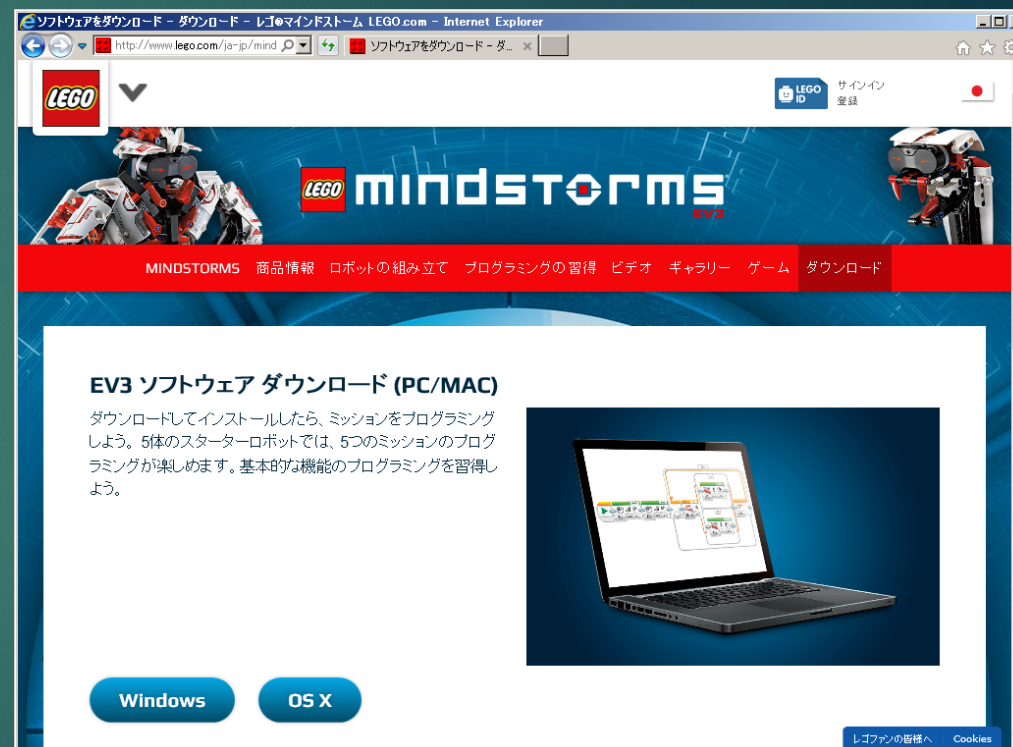 ソフトウェアをダウンロード - ダウンロード - レゴ®マインドストーム LEGO.com - Internet Explorer
http://www.lego.com/ja-jp/mind
ソフトウェアをダウンロード - ダ...
LEGO
LEGO ID
サインイン
登録
LEGO mindstorms
EV3
MINDSTORMS 商品情報 ロボットの組み立て プログラミングの習得 ビデオ ギャラリー ゲーム ダウンロード
EV3 ソフトウェア ダウンロード (PC/MAC)
ダウンロードしてインストールしたら、ミッションをプログラミング
しよう。5体のスターターロボットでは、5つのミッションのプログ
ラミングが楽しめます。基本的な機能のプログラミングを習得し
よう。
Windows
OS X
レゴファンの皆様へ Cookies